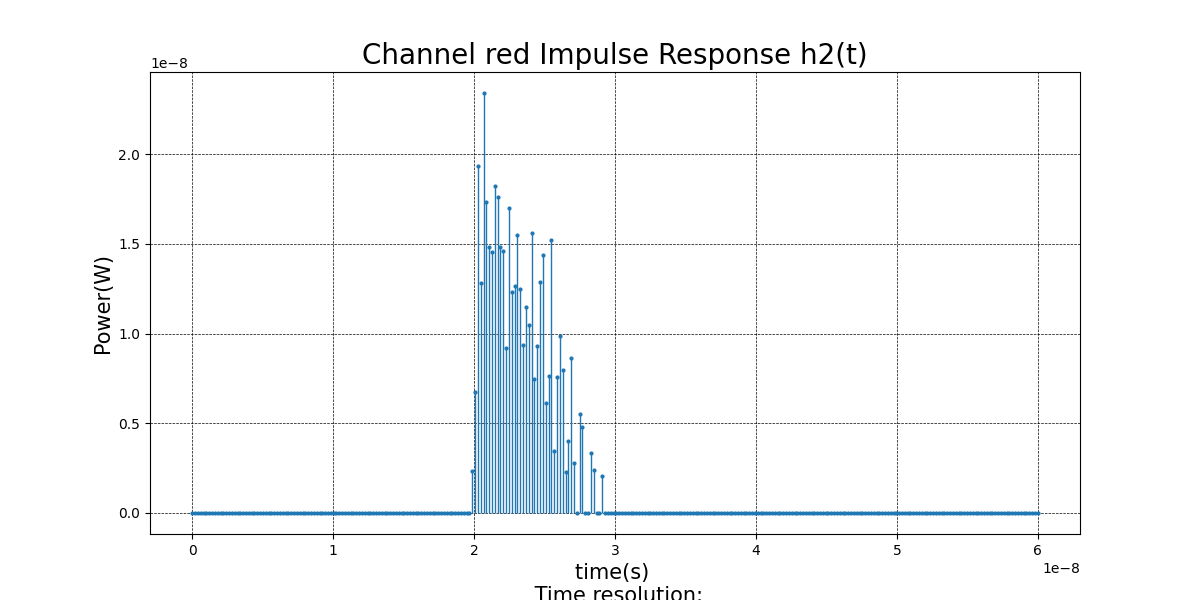 Channel red Impulse Response h2(t)
1e−8
2.0
1.5
1.0
0.5
0.0
Power(W)
0 1 2 3 4 5 6
1e−8
time(s)
Time resolution: